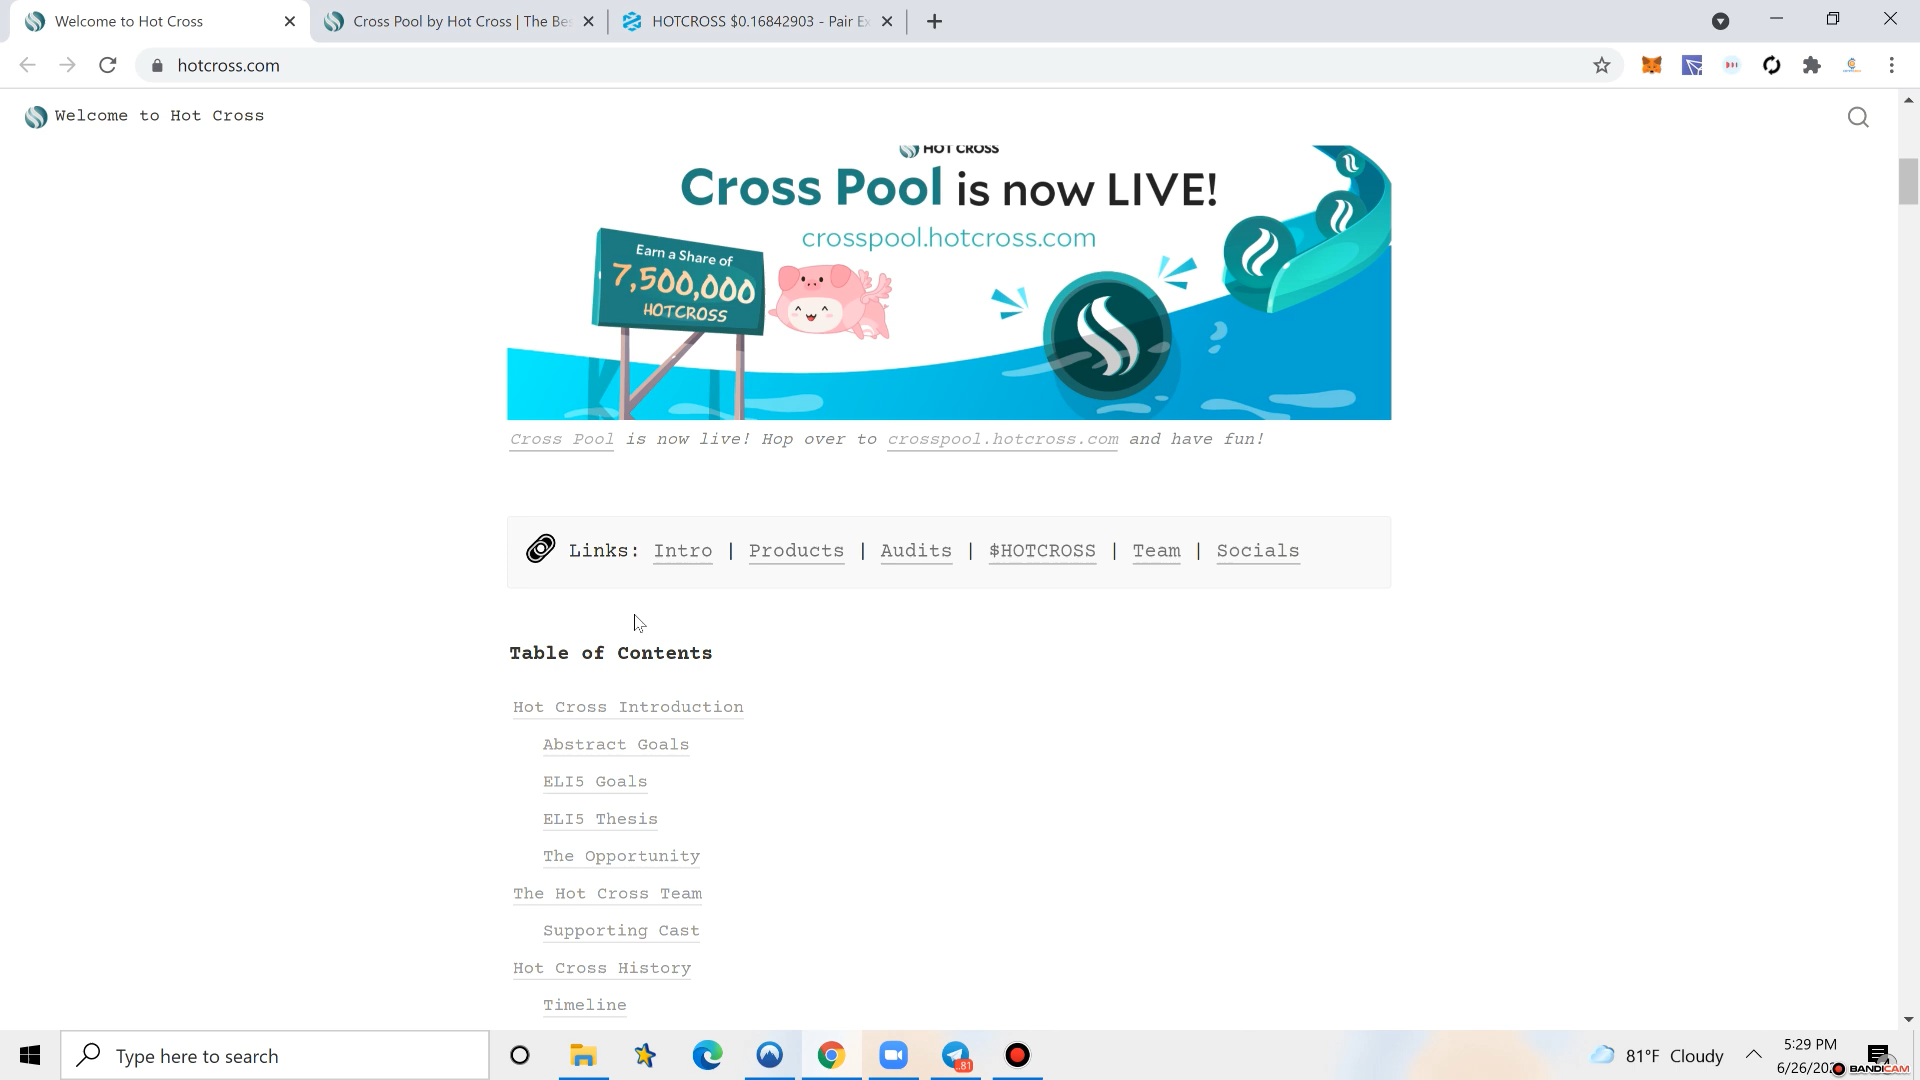 Welcome to Hot Cross
Cross Pool by Hot Cross | The Be
HOTCROSS $0.16842903 - Pair E
hotcross.com
Welcome to Hot Cross
HOT CROSS
Cross Pool is now LIVE!
crosspool.hotcross.com
Earn a Share of
7,500,000
HOTCROSS
Cross Pool is now live! Hop over to crosspool.hotcross.com and have fun!
Links: Intro | Products | Audits | $HOTCROSS | Team | Socials
Table of Contents
Hot Cross Introduction
Abstract Goals
ELI5 Goals
ELI5 Thesis
The Opportunity
The Hot Cross Team
Supporting Cast
Hot Cross History
Timeline
Type here to search
81
81°F Cloudy
5:29 PM
6/26/20
BANDICAM